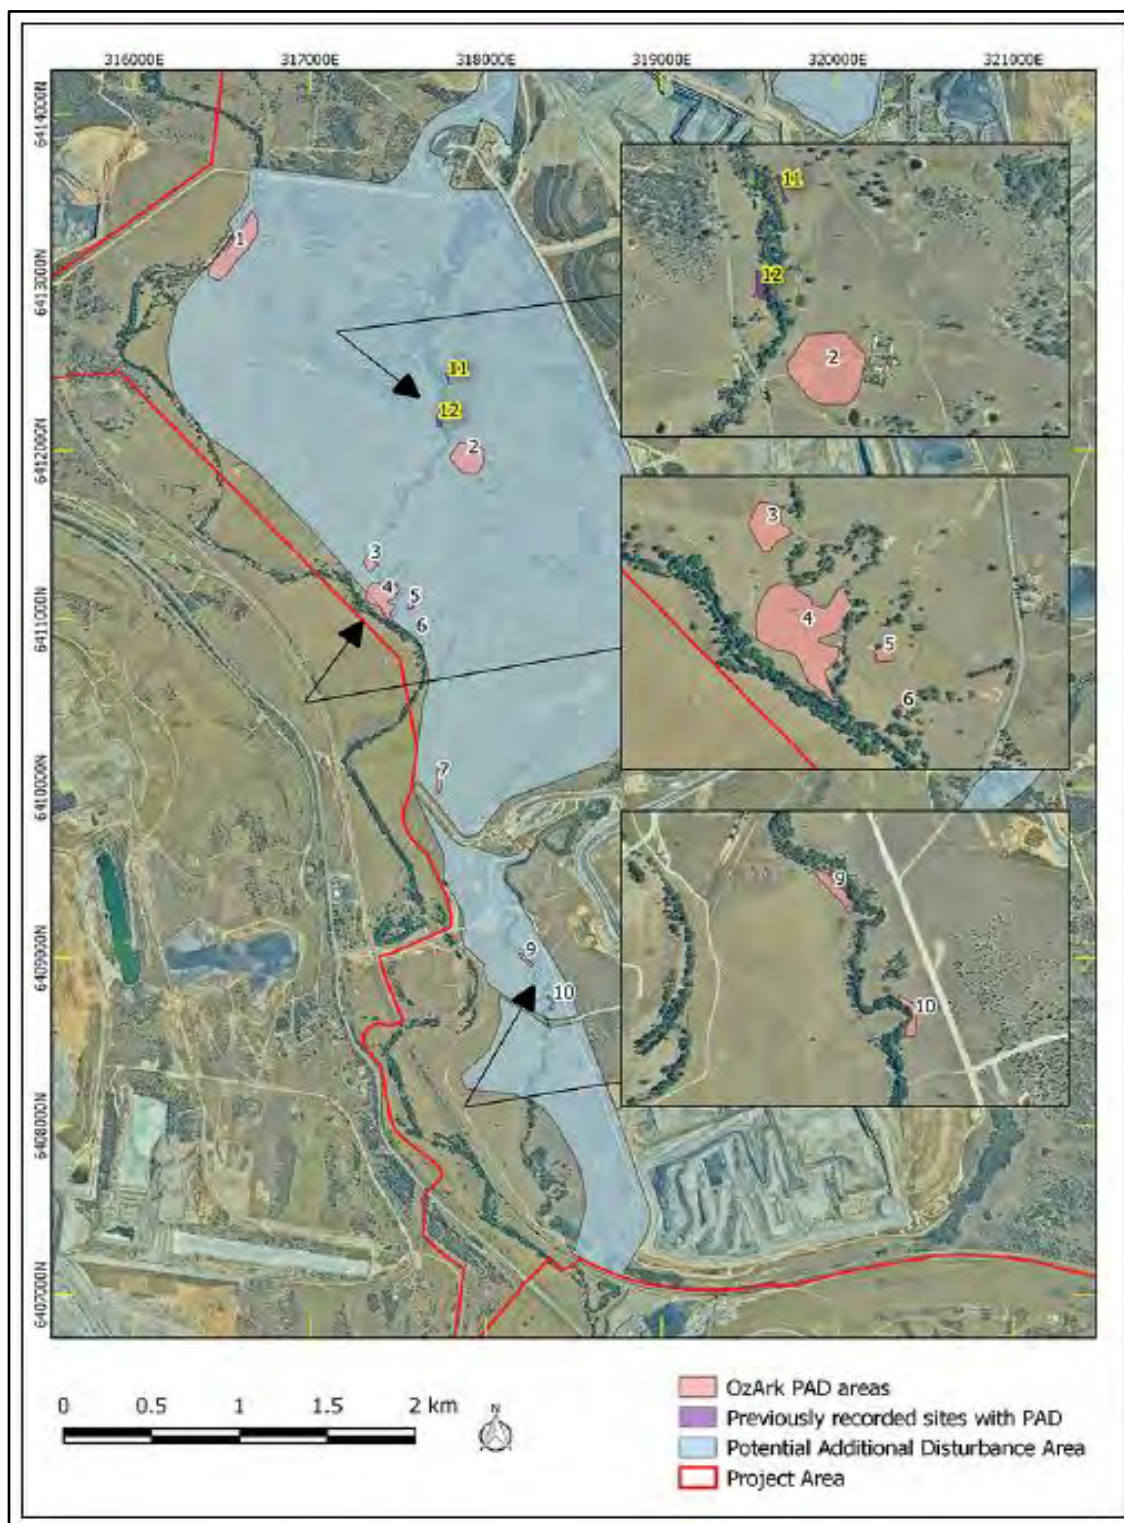 316000E 317000E 318000E 319000E 320000E 321000E
6414000N
6413000N
6412000N
6411000N
6410000N
6409000N
6408000N
6407000N
1
11
12
2
3
4
5
6
7
9
10
11
12
2
3
4
5
6
9
10
0 0.5 1 1.5 2 km
N
OzArk PAD areas
Previously recorded sites with PAD
Potential Additional Disturbance Area
Project Area